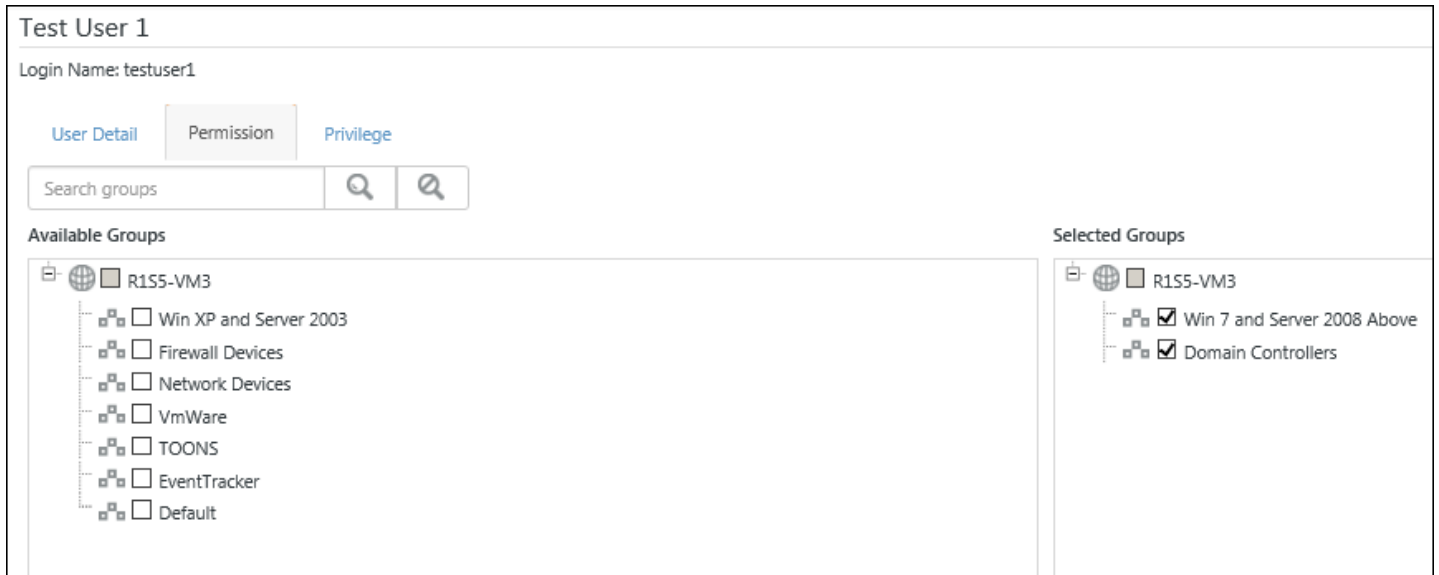 Test User 1
Login Name: testuser1
User Detail
Permission
Privilege
Search groups
Available Groups
R1S5-VM3
Win XP and Server 2003
Firewall Devices
Network Devices
VmWare
TOONS
EventTracker
Default
Selected Groups
R1S5-VM3
Win 7 and Server 2008 Above
Domain Controllers